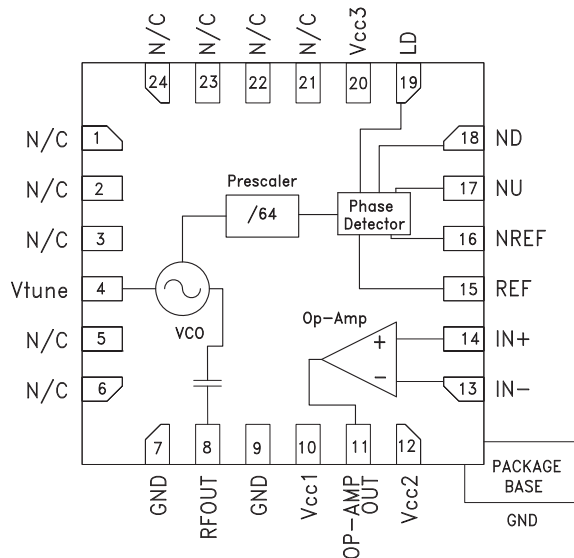 N/C
N/C
N/C
N/C
Vcc3
LD
24
23
22
21
20
19
N/C 1
N/C 2
N/C 3
Vtune 4
N/C 5
N/C 6
18 ND
17 NU
16 NREF
15 REF
14 IN+
13 IN-
Prescaler
/64
Phase
Detector
VCO
Op-Amp
+
-
7
8
9
10
11
12
GND
RFOUT
GND
Vcc1
OP-AMP
OUT
Vcc2
PACKAGE
BASE
GND